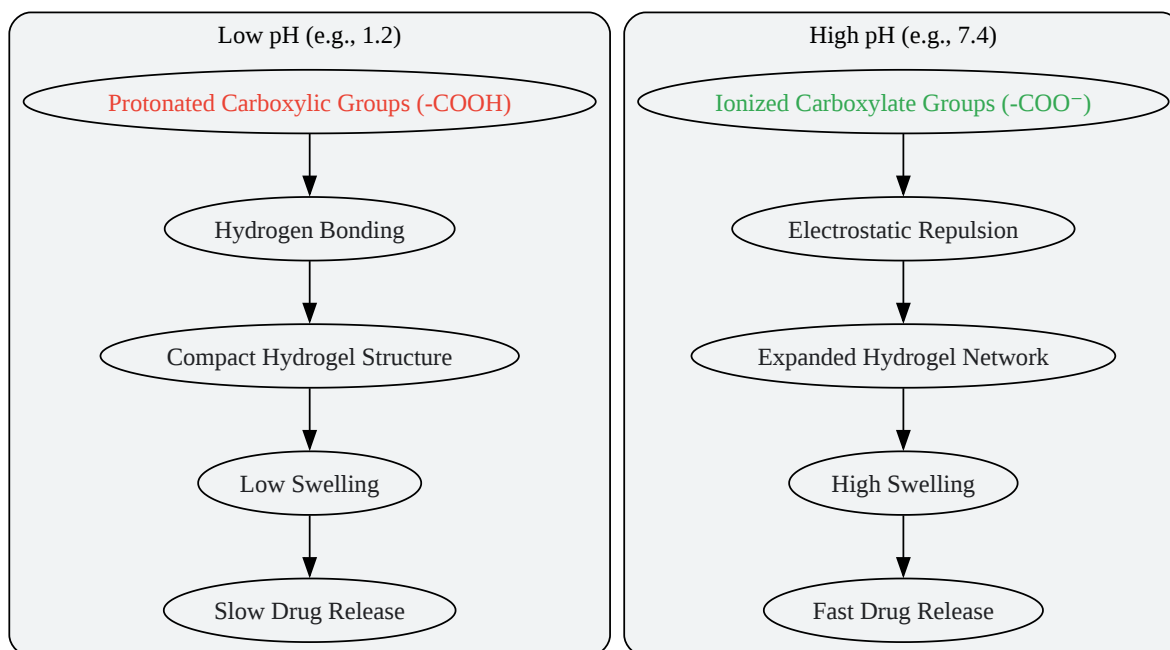 Low pH (e.g., 1.2)
Protonated Carboxylic Groups (-COOH)
Hydrogen Bonding
Compact Hydrogel Structure
Low Swelling
Slow Drug Release
High pH (e.g., 7.4)
Ionized Carboxylate Groups (-COO⁻)
Electrostatic Repulsion
Expanded Hydrogel Network
High Swelling
Fast Drug Release